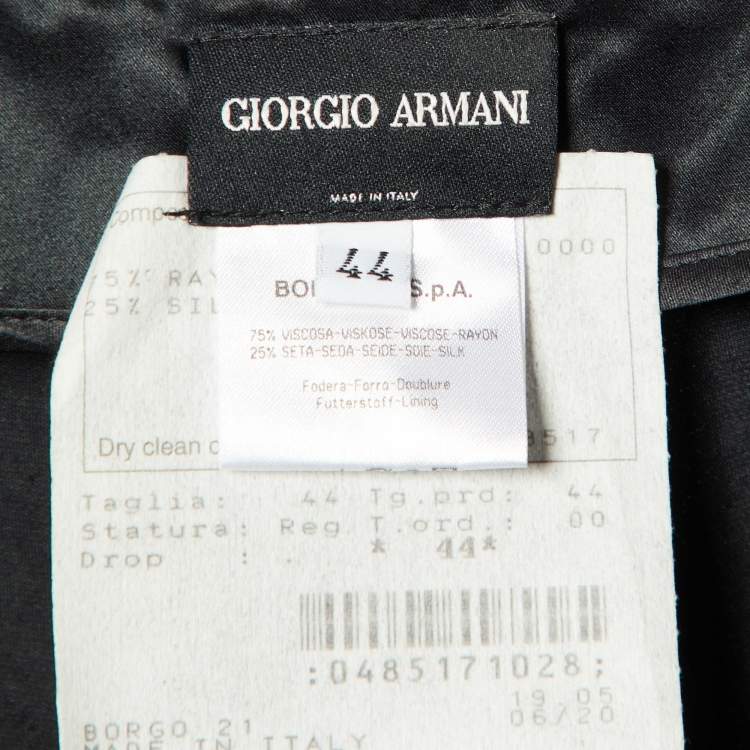 GIORGIO ARMANI
MADE IN ITALY
44
S.p.A.
75% VISCOSA-VISKOSE-VISCOSE-RAYON
25% SETA-SEDA-SEIDE-SOIE-SILK
Fodera-Forro-Doublure
Futterstoff-Lining
0000
75% RAY
25% SIL
Dry clean
8517
Taglia: 44 Tg.prd: 44
Statura: Reg T.ord.: 00
Drop : . * 44*
:0485171028;
19 05
06/20
BORGO 21
MADE IN ITALY